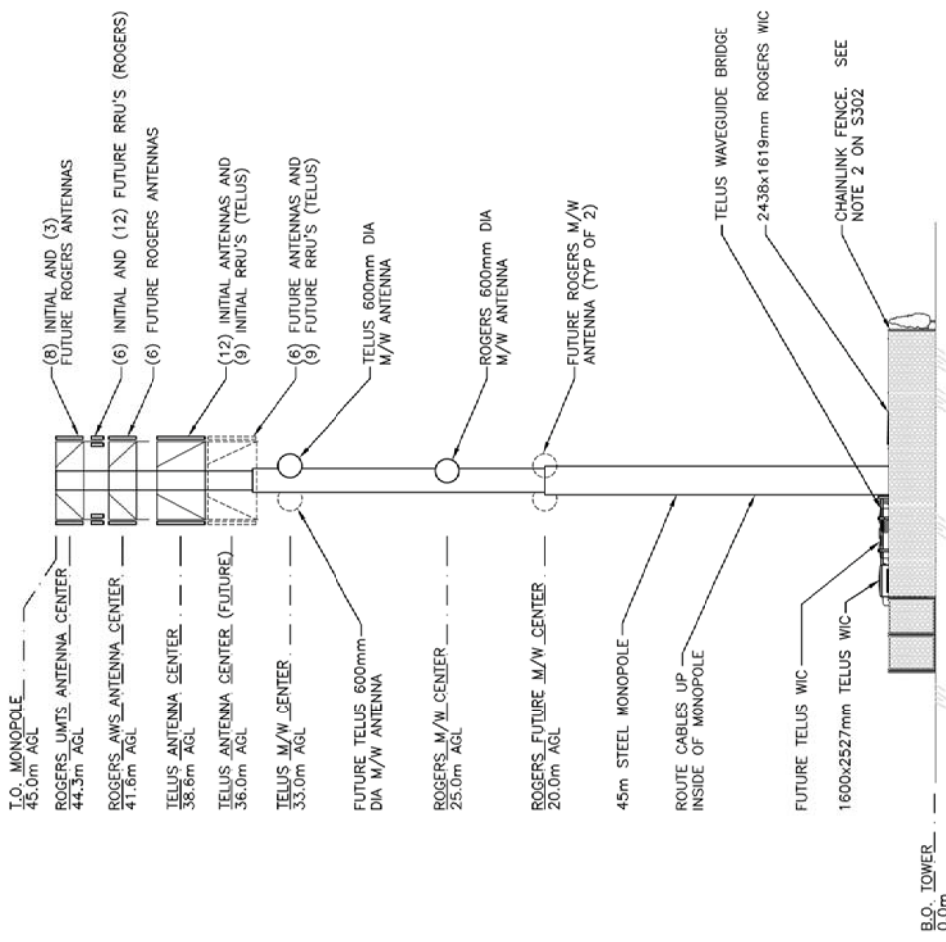 T.O. MONOPOLE
45.0m AGL
ROGERS UMTS ANTENNA CENTER
44.3m AGL
ROGERS AWS ANTENNA CENTER
41.6m AGL
TELUS ANTENNA CENTER
38.6m AGL
TELUS ANTENNA CENTER (FUTURE)
36.0m AGL
TELUS M/W CENTER
33.0m AGL
FUTURE TELUS 600mm
DIA M/W ANTENNA
ROGERS M/W CENTER
25.0m AGL
ROGERS FUTURE M/W CENTER
20.0m AGL
45m STEEL MONOPOLE
ROUTE CABLES UP
INSIDE OF MONOPOLE
FUTURE TELUS WIC
1600x2527mm TELUS WIC
B.O. TOWER
0.0m
(8) INITIAL AND (3)
FUTURE ROGERS ANTENNAS
(6) INITIAL AND (12) FUTURE RRU'S (ROGERS)
(6) FUTURE ROGERS ANTENNAS
(12) INITIAL ANTENNAS AND
(9) INITIAL RRU'S (TELUS)
(6) FUTURE ANTENNAS AND
(9) FUTURE RRU'S (TELUS)
TELUS 600mm DIA
M/W ANTENNA
ROGERS 600mm DIA
M/W ANTENNA
FUTURE ROGERS M/W
ANTENNA (TYP OF 2)
TELUS WAVEGUIDE BRIDGE
2438x1619mm ROGERS WIC
CHAINLINK FENCE. SEE
NOTE 2 ON S302